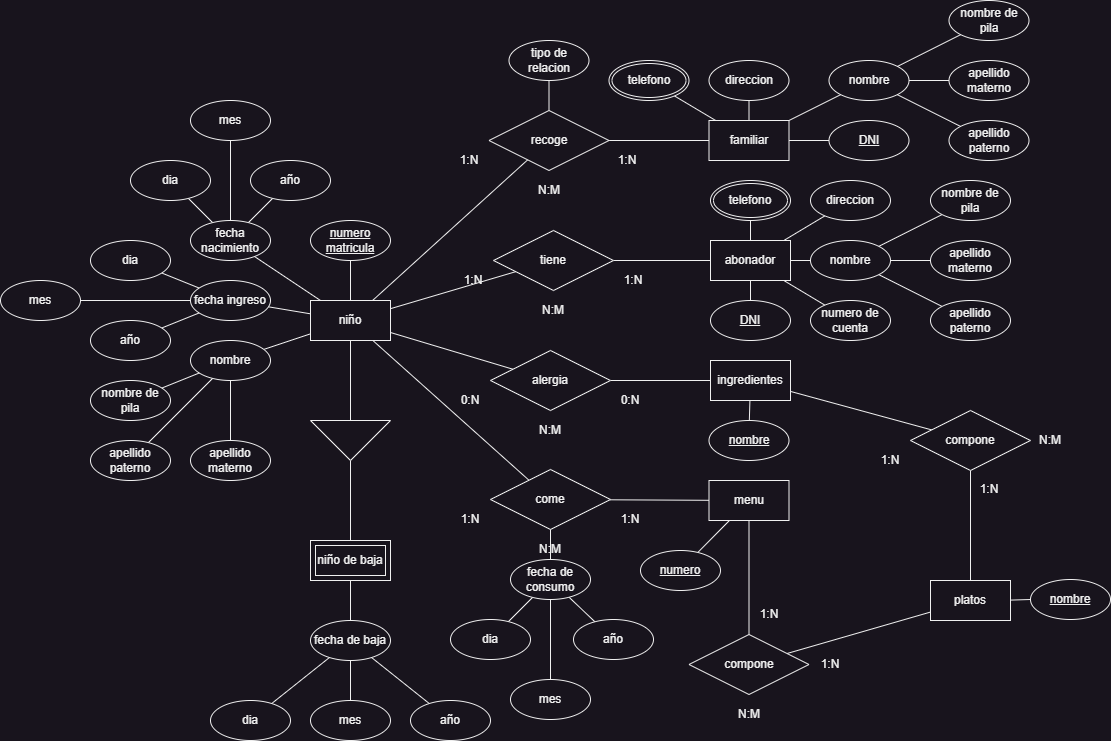 nombre de
pila
tipo de
relacion
telefono
direccion
nombre
apellido
materno
mes
recoge
familiar
DNI
apellido
paterno
1:N
1:N
N:M
dia
año
telefono
direccion
nombre de
pila
fecha
nacimiento
numero
matricula
dia
tiene
abonador
nombre
apellido
materno
1:N
1:N
mes
fecha ingreso
N:M
niño
DNI
numero de
cuenta
apellido
paterno
año
nombre
alergia
ingredientes
nombre de
pila
0:N
0:N
N:M
nombre
compone
N:M
apellido
paterno
apellido
materno
1:N
1:N
come
menu
1:N
1:N
N:M
niño de baja
fecha de
consumo
numero
platos
nombre
1:N
fecha de baja
dia
año
compone
1:N
mes
N:M
dia
mes
año